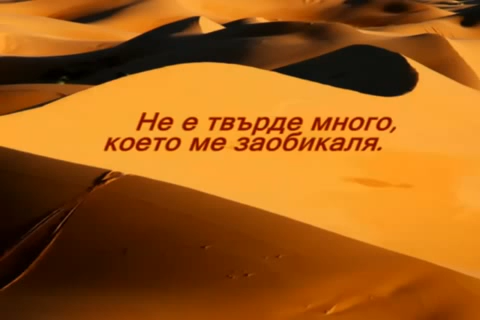 Не е твърде много,
което ме заобикаля.